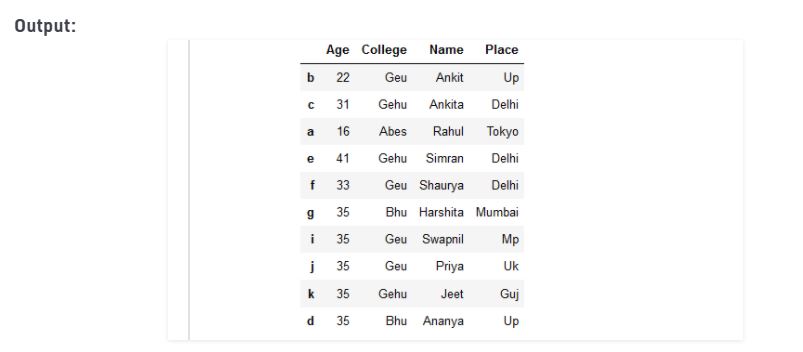 Output:
Age College Name Place
b 22 Geu Ankit Up
c 31 Gehu Ankita Delhi
a 16 Abes Rahul Tokyo
e 41 Gehu Simran Delhi
f 33 Geu Shaurya Delhi
g 35 Bhu Harshita Mumbai
i 35 Geu Swapnil Mp
j 35 Geu Priya Uk
k 35 Gehu Jeet Guj
d 35 Bhu Ananya Up